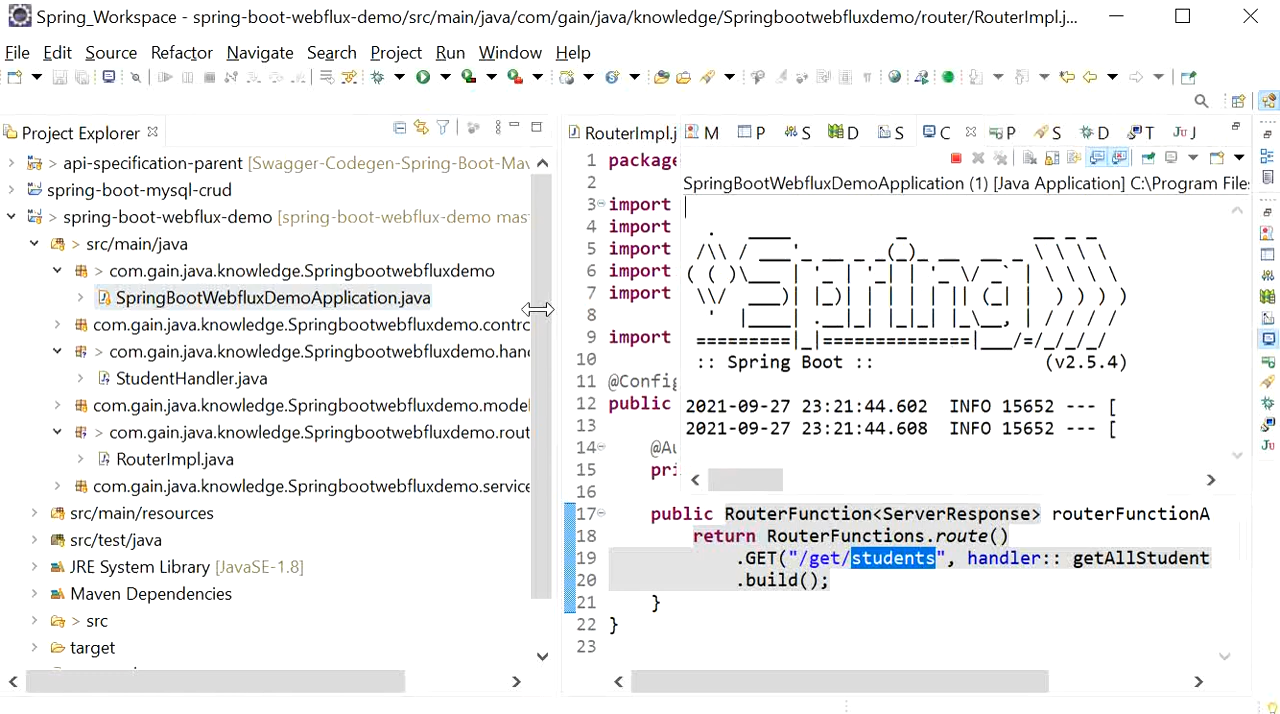 Spring_Workspace - spring-boot-webflux-demo/src/main/java/com/gain/java/knowledge/Springbootwebfluxdemo/router/RouterImpl.j...
File Edit Source Refactor Navigate Search Project Run Window Help
Project Explorer
> api-specification-parent [Swagger-Codegen-Spring-Boot-Mav
spring-boot-mysql-crud
> spring-boot-webflux-demo [spring-boot-webflux-demo mast
> src/main/java
> com.gain.java.knowledge.Springbootwebfluxdemo
SpringBootWebfluxDemoApplication.java
com.gain.java.knowledge.Springbootwebfluxdemo.contro
> com.gain.java.knowledge.Springbootwebfluxdemo.hand
StudentHandler.java
com.gain.java.knowledge.Springbootwebfluxdemo.model
> com.gain.java.knowledge.Springbootwebfluxdemo.rout
RouterImpl.java
com.gain.java.knowledge.Springbootwebfluxdemo.service
src/main/resources
src/test/java
JRE System Library [JavaSE-1.8]
Maven Dependencies
> src
target
RouterImpl.j M P S D S C P S D T Ju J
SpringBootWebfluxDemoApplication (1) [Java Application] C:\Program Files
Spring
:: Spring Boot :: (v2.5.4)
2021-09-27 23:21:44.602 INFO 15652 --- [
2021-09-27 23:21:44.608 INFO 15652 --- [
1 package
2
3 import
4 import
5 import
6 import
7 import
8
9 import
10
11 @Config
12 public
13
14 @Au
15 pri
16
17 public RouterFunction<ServerResponse> routerFunctionA
18 return RouterFunctions.route()
19 .GET("/get/students", handler:: getAllStudent
20 .build();
21 }
22 }
23
Ju